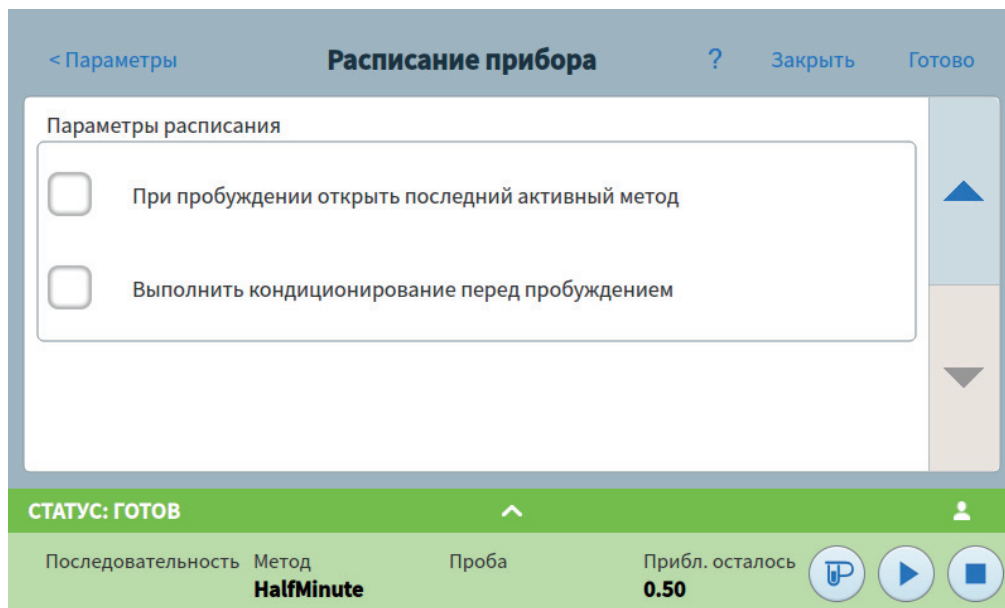 < Параметры Расписание прибора ? Закрыть Готово
Параметры расписания
При пробуждении открыть последний активный метод
Выполнить кондиционирование перед пробуждением
СТАТУС: ГОТОВ
Последовательность Метод Проба Прибл. осталось
HalfMinute 0.50